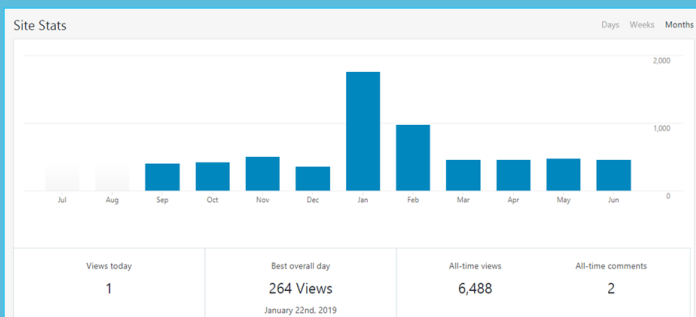 Site Stats
Days Weeks Months
2,000
1,000
0
Jul Aug Sep Oct Nov Dec Jan Feb Mar Apr May Jun
Views today
1
Best overall day
264 Views
January 22nd, 2019
All-time views
6,488
All-time comments
2